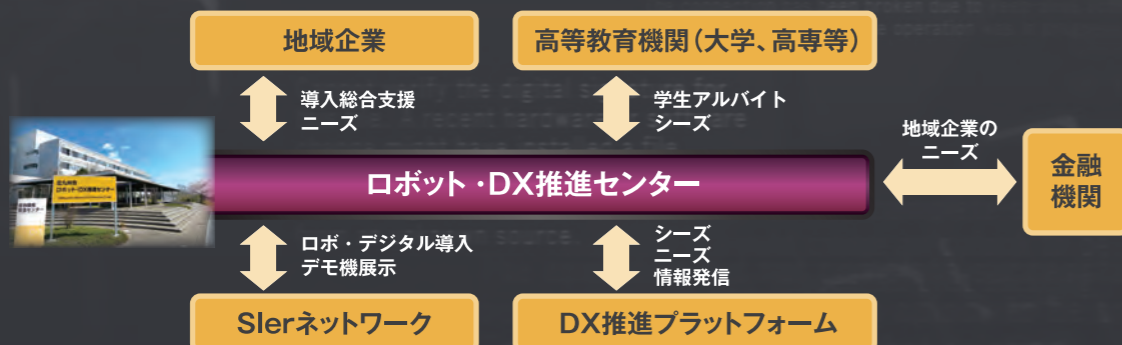 地域企業
高等教育機関（大学、高専等）
導入総合支援
ニーズ
学生アルバイト
シーズ
地域企業の
ニーズ
金融
機関
ロボット・DX推進センター
ロボ・デジタル導入
デモ機展示
シーズ
ニーズ
情報発信
SIerネットワーク
DX推進プラットフォーム